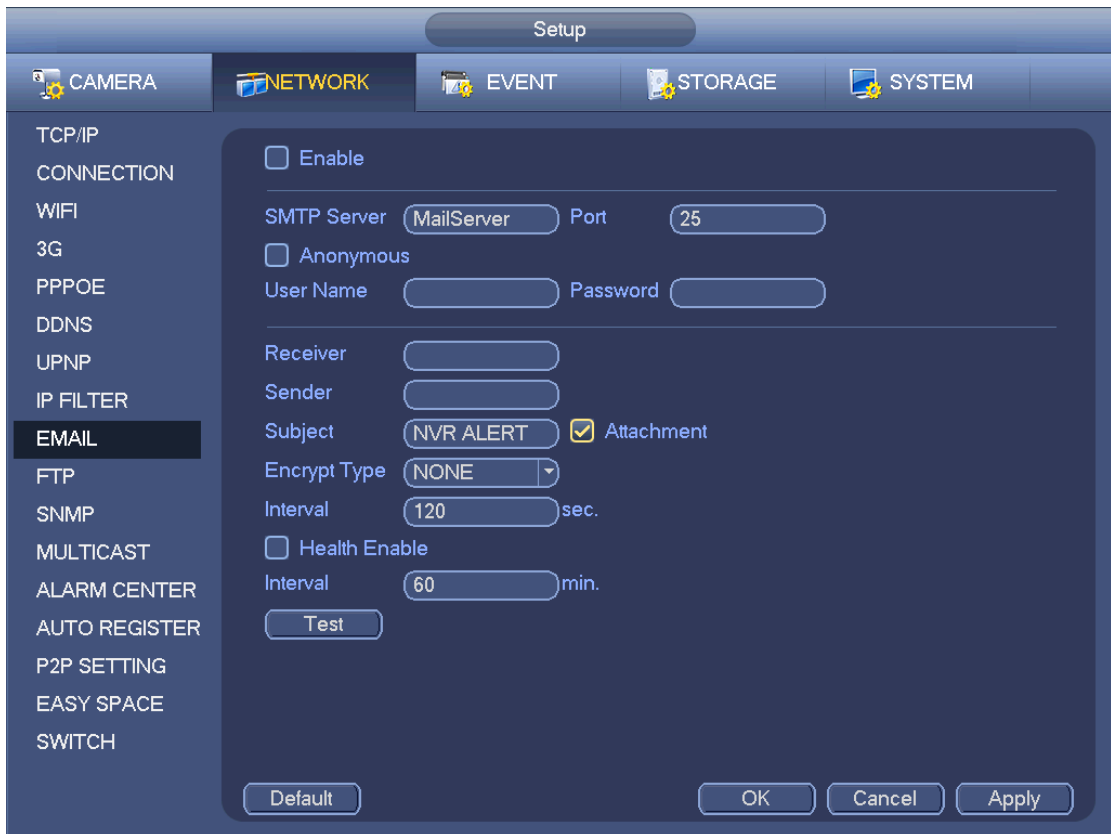 Setup
CAMERA NETWORK EVENT STORAGE SYSTEM
TCP/IP
CONNECTION
WIFI
3G
PPPOE
DDNS
UPNP
IP FILTER
EMAIL
FTP
SNMP
MULTICAST
ALARM CENTER
AUTO REGISTER
P2P SETTING
EASY SPACE
SWITCH
Enable
SMTP Server MailServer Port 25
Anonymous
User Name Password
Receiver
Sender
Subject NVR ALERT Attachment
Encrypt Type NONE
Interval 120 sec.
Health Enable
Interval 60 min.
Test
Default OK Cancel Apply